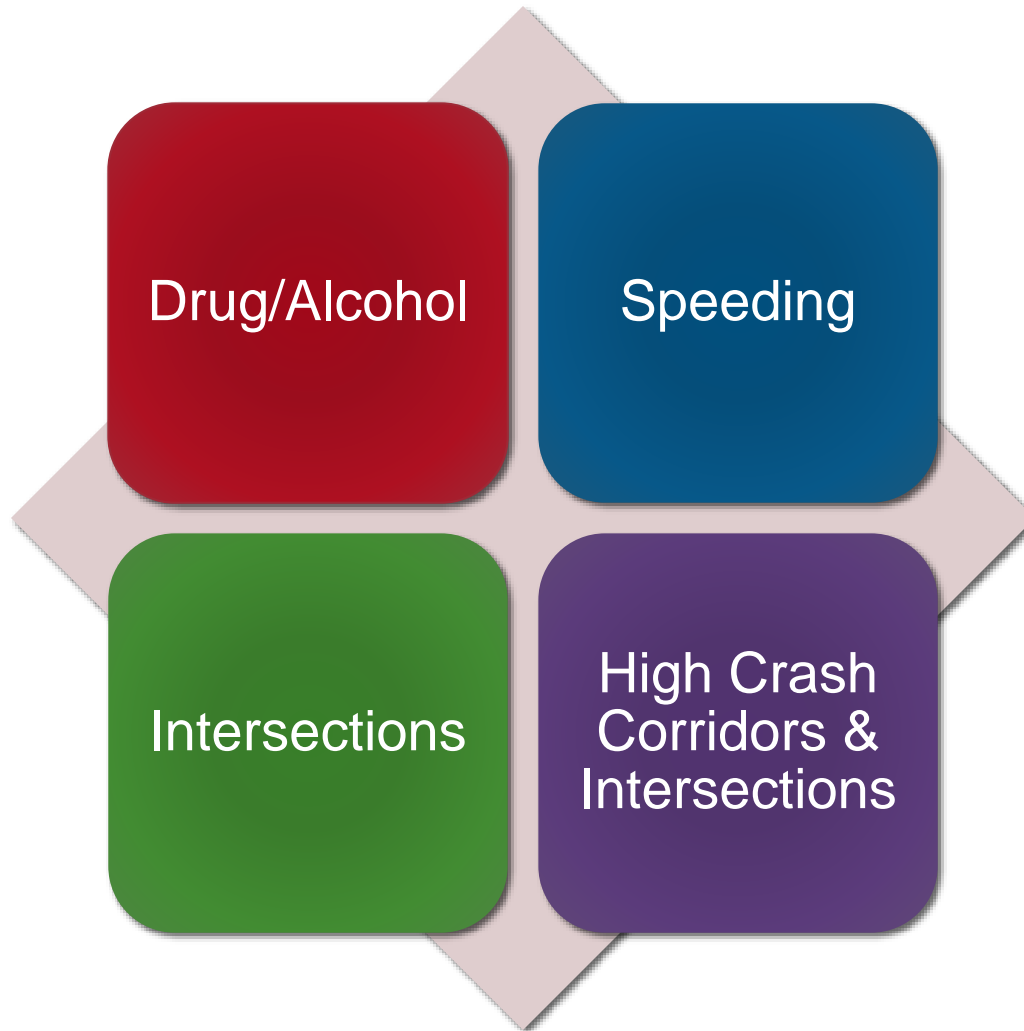 Drug/Alcohol
Speeding
Intersections
High Crash
Corridors &
Intersections